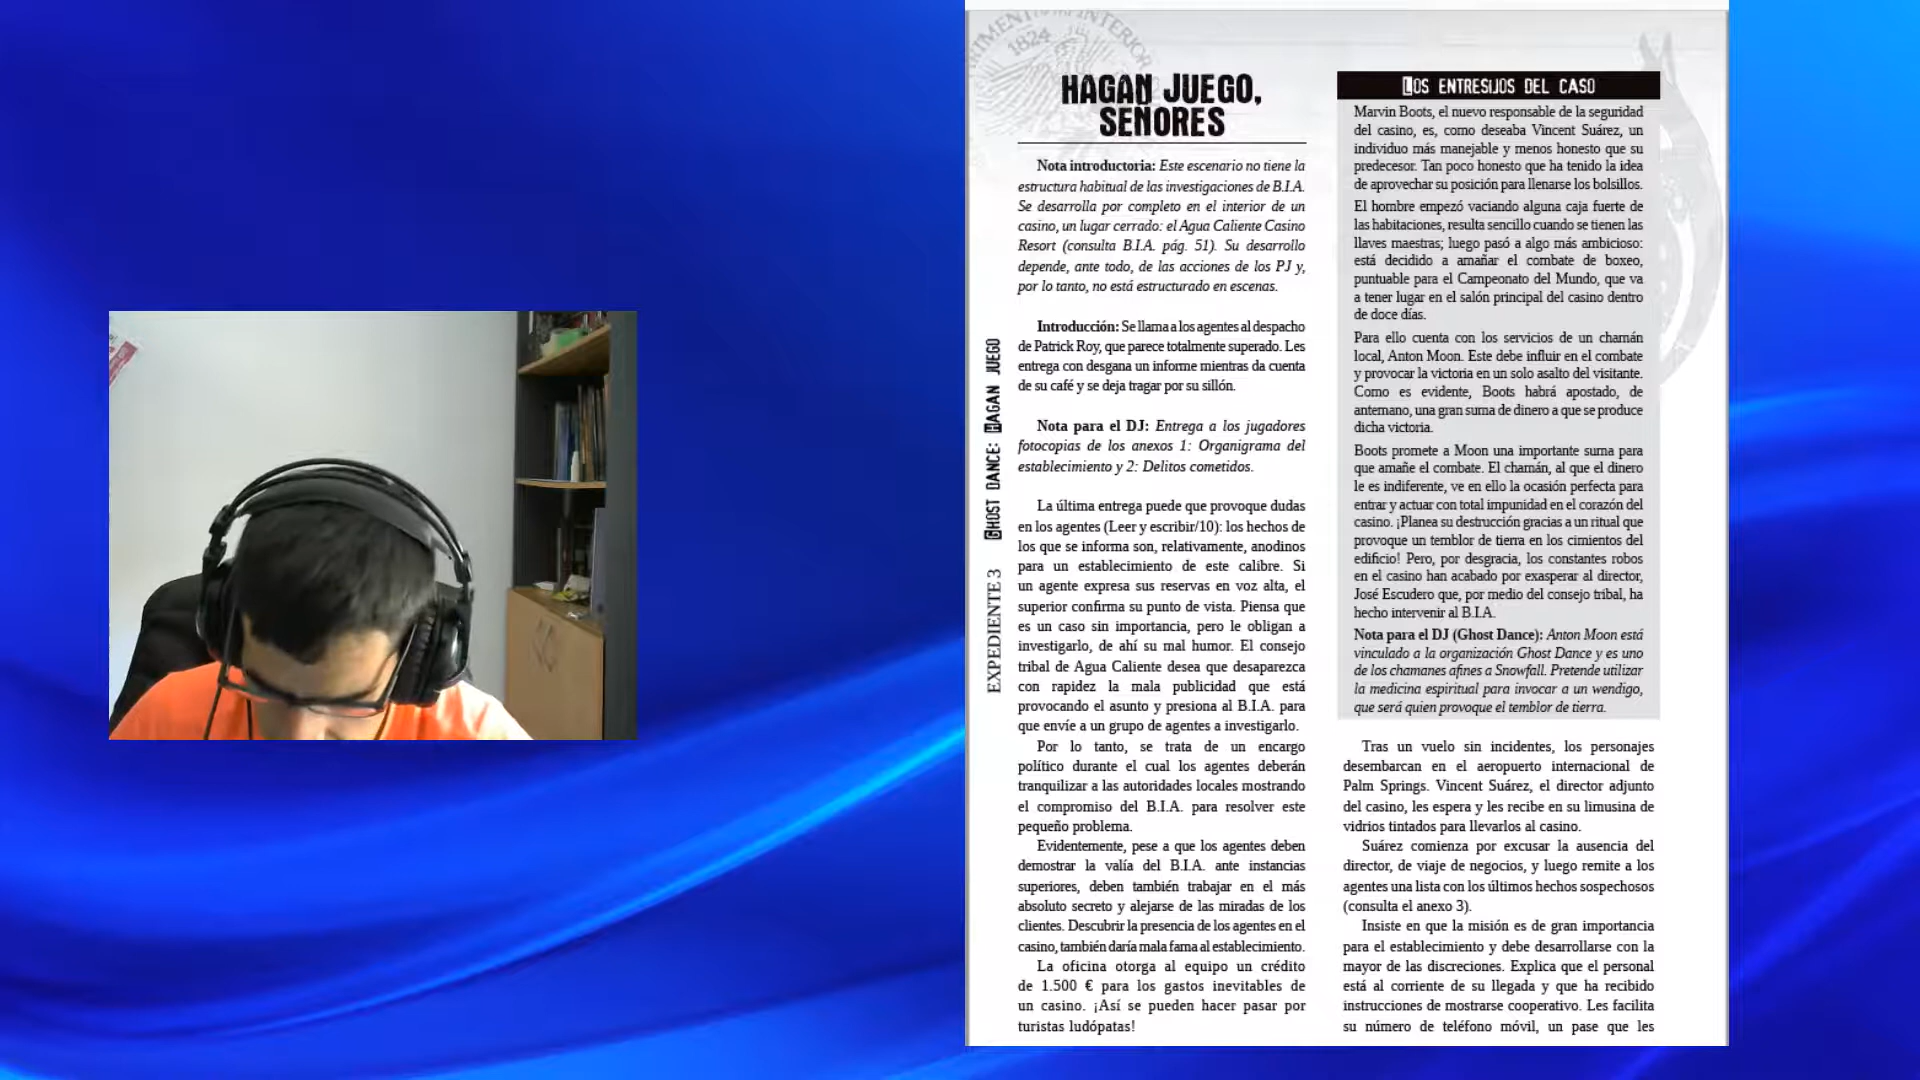 HAGAN JUEGO,
SEÑORES
Nota introductoria: Este escenario no tiene la
estructura habitual de las investigaciones de B.I.A.
Se desarrolla por completo en el interior de un
casino, un lugar cerrado: el Agua Caliente Casino
Resort (consulta B.I.A. pág. 51). Su desarrollo
depende, ante todo, de las acciones de los PJ y,
por lo tanto, no está estructurado en escenas.
Introducción: Se llama a los agentes al despacho
de Patrick Roy, que parece totalmente superado. Les
entrega con desgana un informe mientras da cuenta
de su café y se deja tragar por su sillón.
Nota para el DJ: Entrega a los jugadores
fotocopias de los anexos 1: Organigrama del
establecimiento y 2: Delitos cometidos.
La última entrega puede que provoque dudas
en los agentes (Leer y escribir/10): los hechos de
los que se informa son, relativamente, anodinos
para un establecimiento de este calibre. Si
un agente expresa sus reservas en voz alta, el
superior confirma su punto de vista. Piensa que
es un caso sin importancia, pero le obligan a
investigarlo, de ahí su mal humor. El consejo
tribal de Agua Caliente desea que desaparezca
con rapidez la mala publicidad que está
provocando el asunto y presiona al B.I.A. para
que envíe a un grupo de agentes a investigarlo.
Por lo tanto, se trata de un encargo
político durante el cual los agentes deberán
tranquilizar a las autoridades locales mostrando
el compromiso del B.I.A. para resolver este
pequeño problema.
Evidentemente, pese a que los agentes deben
demostrar la valía del B.I.A. ante instancias
superiores, deben también trabajar en el más
absoluto secreto y alejarse de las miradas de los
clientes. Descubrir la presencia de los agentes en el
casino, también daría mala fama al establecimiento.
La oficina otorga al equipo un crédito
de 1.500 € para los gastos inevitables de
un casino. ¡Así se pueden hacer pasar por
turistas ludópatas!
LOS ENTRESIJOS DEL CASO
Marvin Boots, el nuevo responsable de la seguridad
del casino, es, como deseaba Vincent Suárez, un
individuo más manejable y menos honesto que su
predecesor. Tan poco honesto que ha tenido la idea
de aprovechar su posición para llenarse los bolsillos.
El hombre empezó vaciando alguna caja fuerte de
las habitaciones, resulta sencillo cuando se tienen las
llaves maestras; luego pasó a algo más ambicioso:
está decidido a amañar el combate de boxeo,
puntuable para el Campeonato del Mundo, que va
a tener lugar en el salón principal del casino dentro
de doce días.
Para ello cuenta con los servicios de un chamán
local, Anton Moon. Este debe influir en el combate
y provocar la victoria en un solo asalto del visitante.
Como es evidente, Boots habrá apostado, de
antemano, una gran suma de dinero a que se produce
dicha victoria.
Boots promete a Moon una importante suma para
que amañe el combate. El chamán, al que el dinero
le es indiferente, ve en ello la ocasión perfecta para
entrar y actuar con total impunidad en el corazón del
casino. ¡Planea su destrucción gracias a un ritual que
provoque un temblor de tierra en los cimientos del
edificio! Pero, por desgracia, los constantes robos
en el casino han acabado por exasperar al director,
José Escudero que, por medio del consejo tribal, ha
hecho intervenir al B.I.A.
Nota para el DJ (Ghost Dance): Anton Moon está
vinculado a la organización Ghost Dance y es uno
de los chamanes afines a Snowfall. Pretende utilizar
la medicina espiritual para invocar a un wendigo,
que será quien provoque el temblor de tierra.
Tras un vuelo sin incidentes, los personajes
desembarcan en el aeropuerto internacional de
Palm Springs. Vincent Suárez, el director adjunto
del casino, les espera y les recibe en su limusina de
vidrios tintados para llevarlos al casino.
Suárez comienza por excusar la ausencia del
director, de viaje de negocios, y luego remite a los
agentes una lista con los últimos hechos sospechosos
(consulta el anexo 3).
Insiste en que la misión es de gran importancia
para el establecimiento y debe desarrollarse con la
mayor de las discreciones. Explica que el personal
está al corriente de su llegada y que ha recibido
instrucciones de mostrarse cooperativo. Les facilita
su número de teléfono móvil, un pase que les
EXPEDIENTE 3 GHOST DANCE: HAGAN JUEGO
1824
INTERIOR